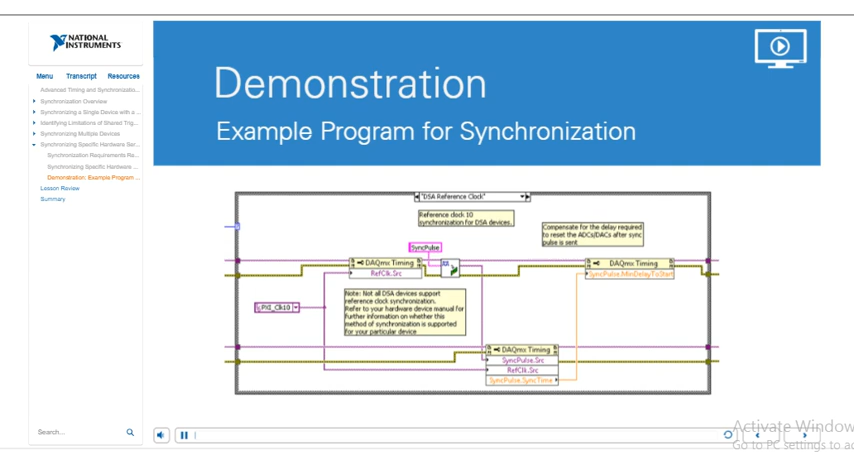 NATIONAL
INSTRUMENTS
Menu Transcript Resources
Advanced Timing and Synchronizatio...
Synchronization Overview
Synchronizing a Single Device with a ...
Identifying Limitations of Shared Trig...
Synchronizing Multiple Devices
Synchronizing Specific Hardware Ser...
Synchronization Requirements Re...
Synchronizing Specific Hardware ...
Demonstration: Example Program ...
Lesson Review
Summary
Search...
Demonstration
Example Program for Synchronization
"DSA Reference Clock"
Reference clock 10
synchronization for DSA devices.
Compensate for the delay required
to reset the ADCs/DACs after sync
pulse is sent
SyncPulse
DAQmx Timing
RefClk.Src
DAQmx Timing
SyncPulse.MinDelayToStart
PXI_Clk10
Note: Not all DSA devices support
reference clock synchronization.
Refer to your hardware device manual for
further information on whether this
method of synchronization is supported
for your particular device
DAQmx Timing
SyncPulse.Src
RefClk.Src
SyncPulse.SyncTime
Activate Window
Go to PC settings to ac